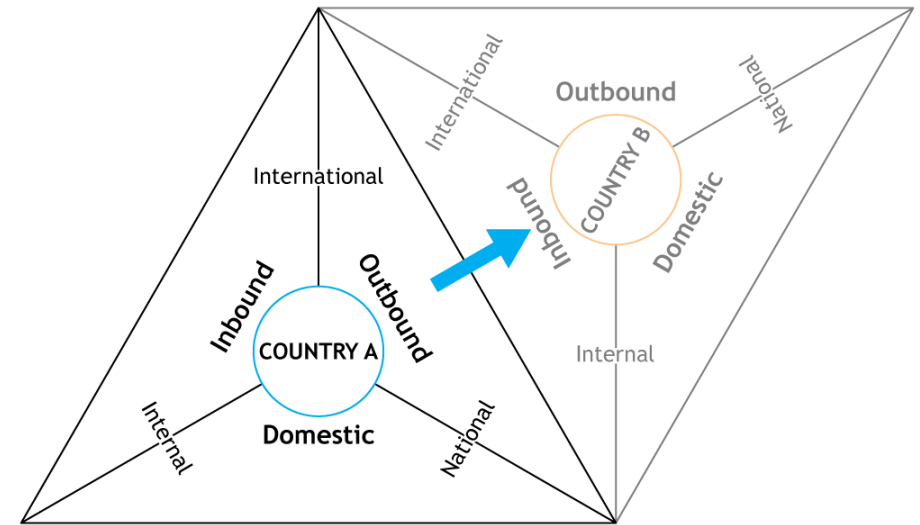 International
National
Outbound
COUNTRY B
Inbound
Domestic
Internal
International
Inbound
Outbound
COUNTRY A
Domestic
Internal
National